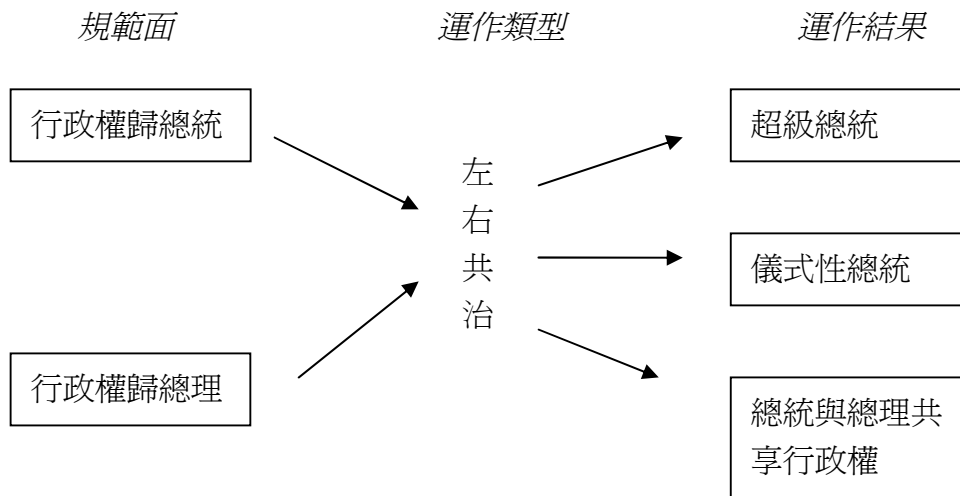 規範面
運作類型
運作結果
行政權歸總統
超級總統
左
右
共
治
儀式性總統
行政權歸總理
總統與總理共
享行政權